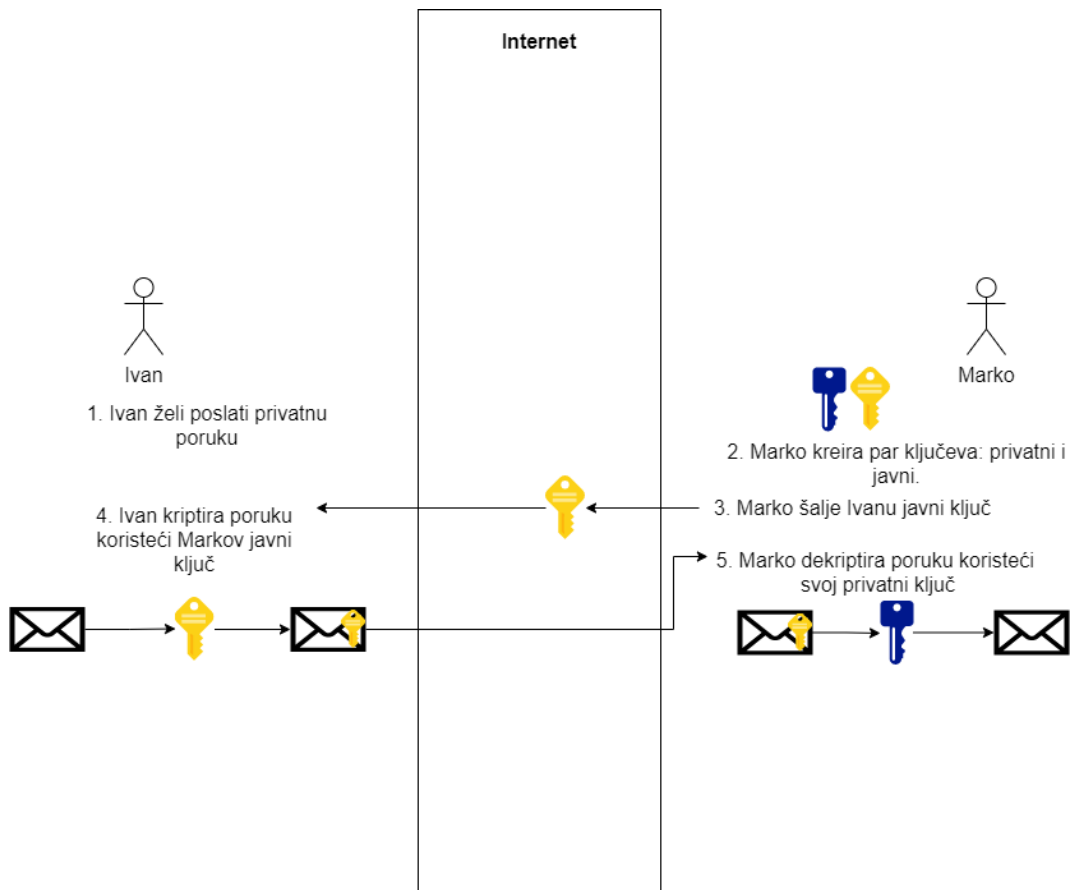 Internet
Ivan
Marko
1. Ivan želi poslati privatnu
poruku
2. Marko kreira par ključeva: privatni i
javni.
3. Marko šalje Ivanu javni ključ
4. Ivan kriptira poruku
koristeći Markov javni
ključ
5. Marko dekriptira poruku koristeći
svoj privatni ključ